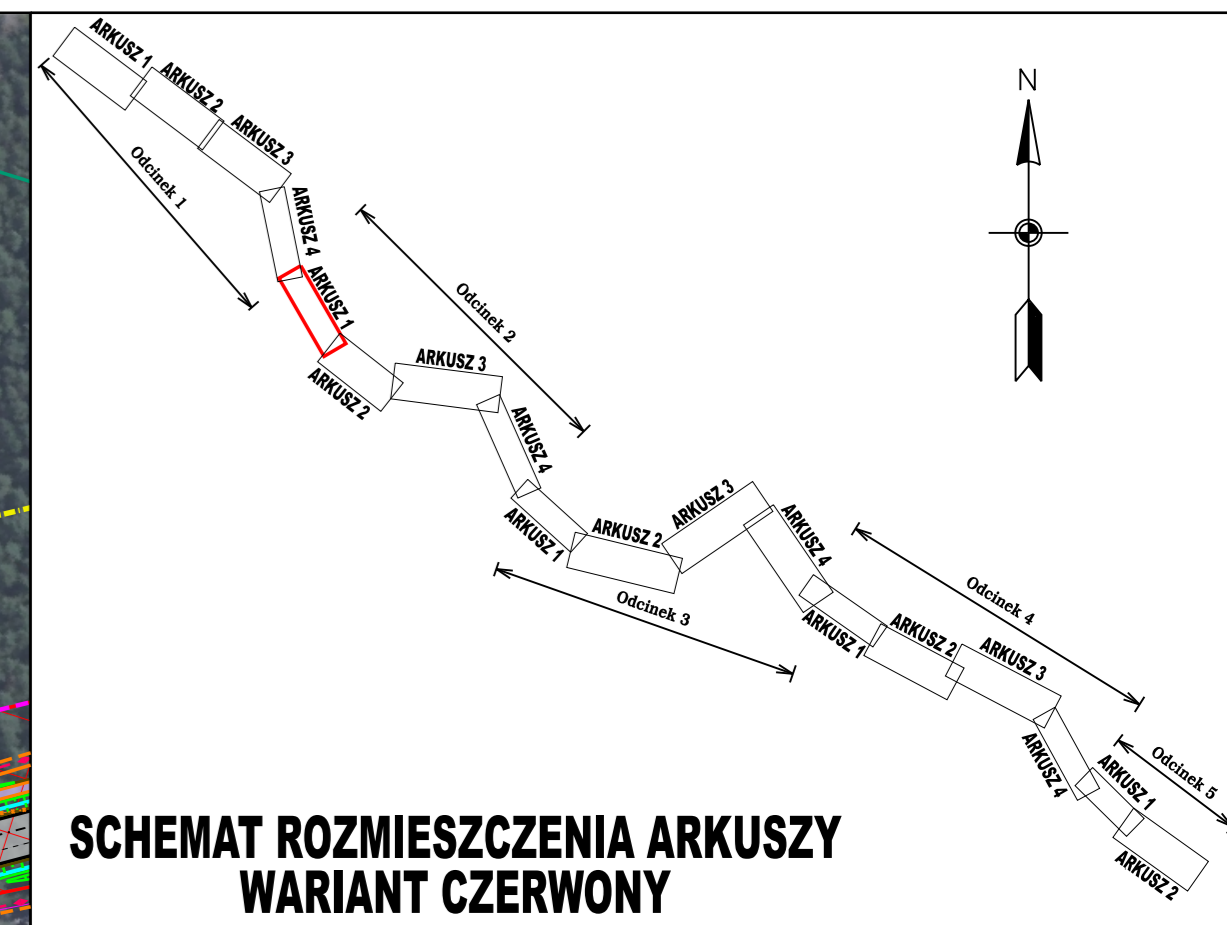 ARKUSZ 1
ARKUSZ 2
ARKUSZ 3
ARKUSZ 4
Odcinek 1
N
ARKUSZ 1
ARKUSZ 2
ARKUSZ 3
ARKUSZ 4
Odcinek 2
ARKUSZ 1
ARKUSZ 2
ARKUSZ 3
ARKUSZ 4
Odcinek 3
ARKUSZ 1
ARKUSZ 2
ARKUSZ 3
ARKUSZ 4
Odcinek 4
ARKUSZ 1
ARKUSZ 2
Odcinek 5
SCHEMAT ROZMIESZCZENIA ARKUSZY
WARIANT CZERWONY